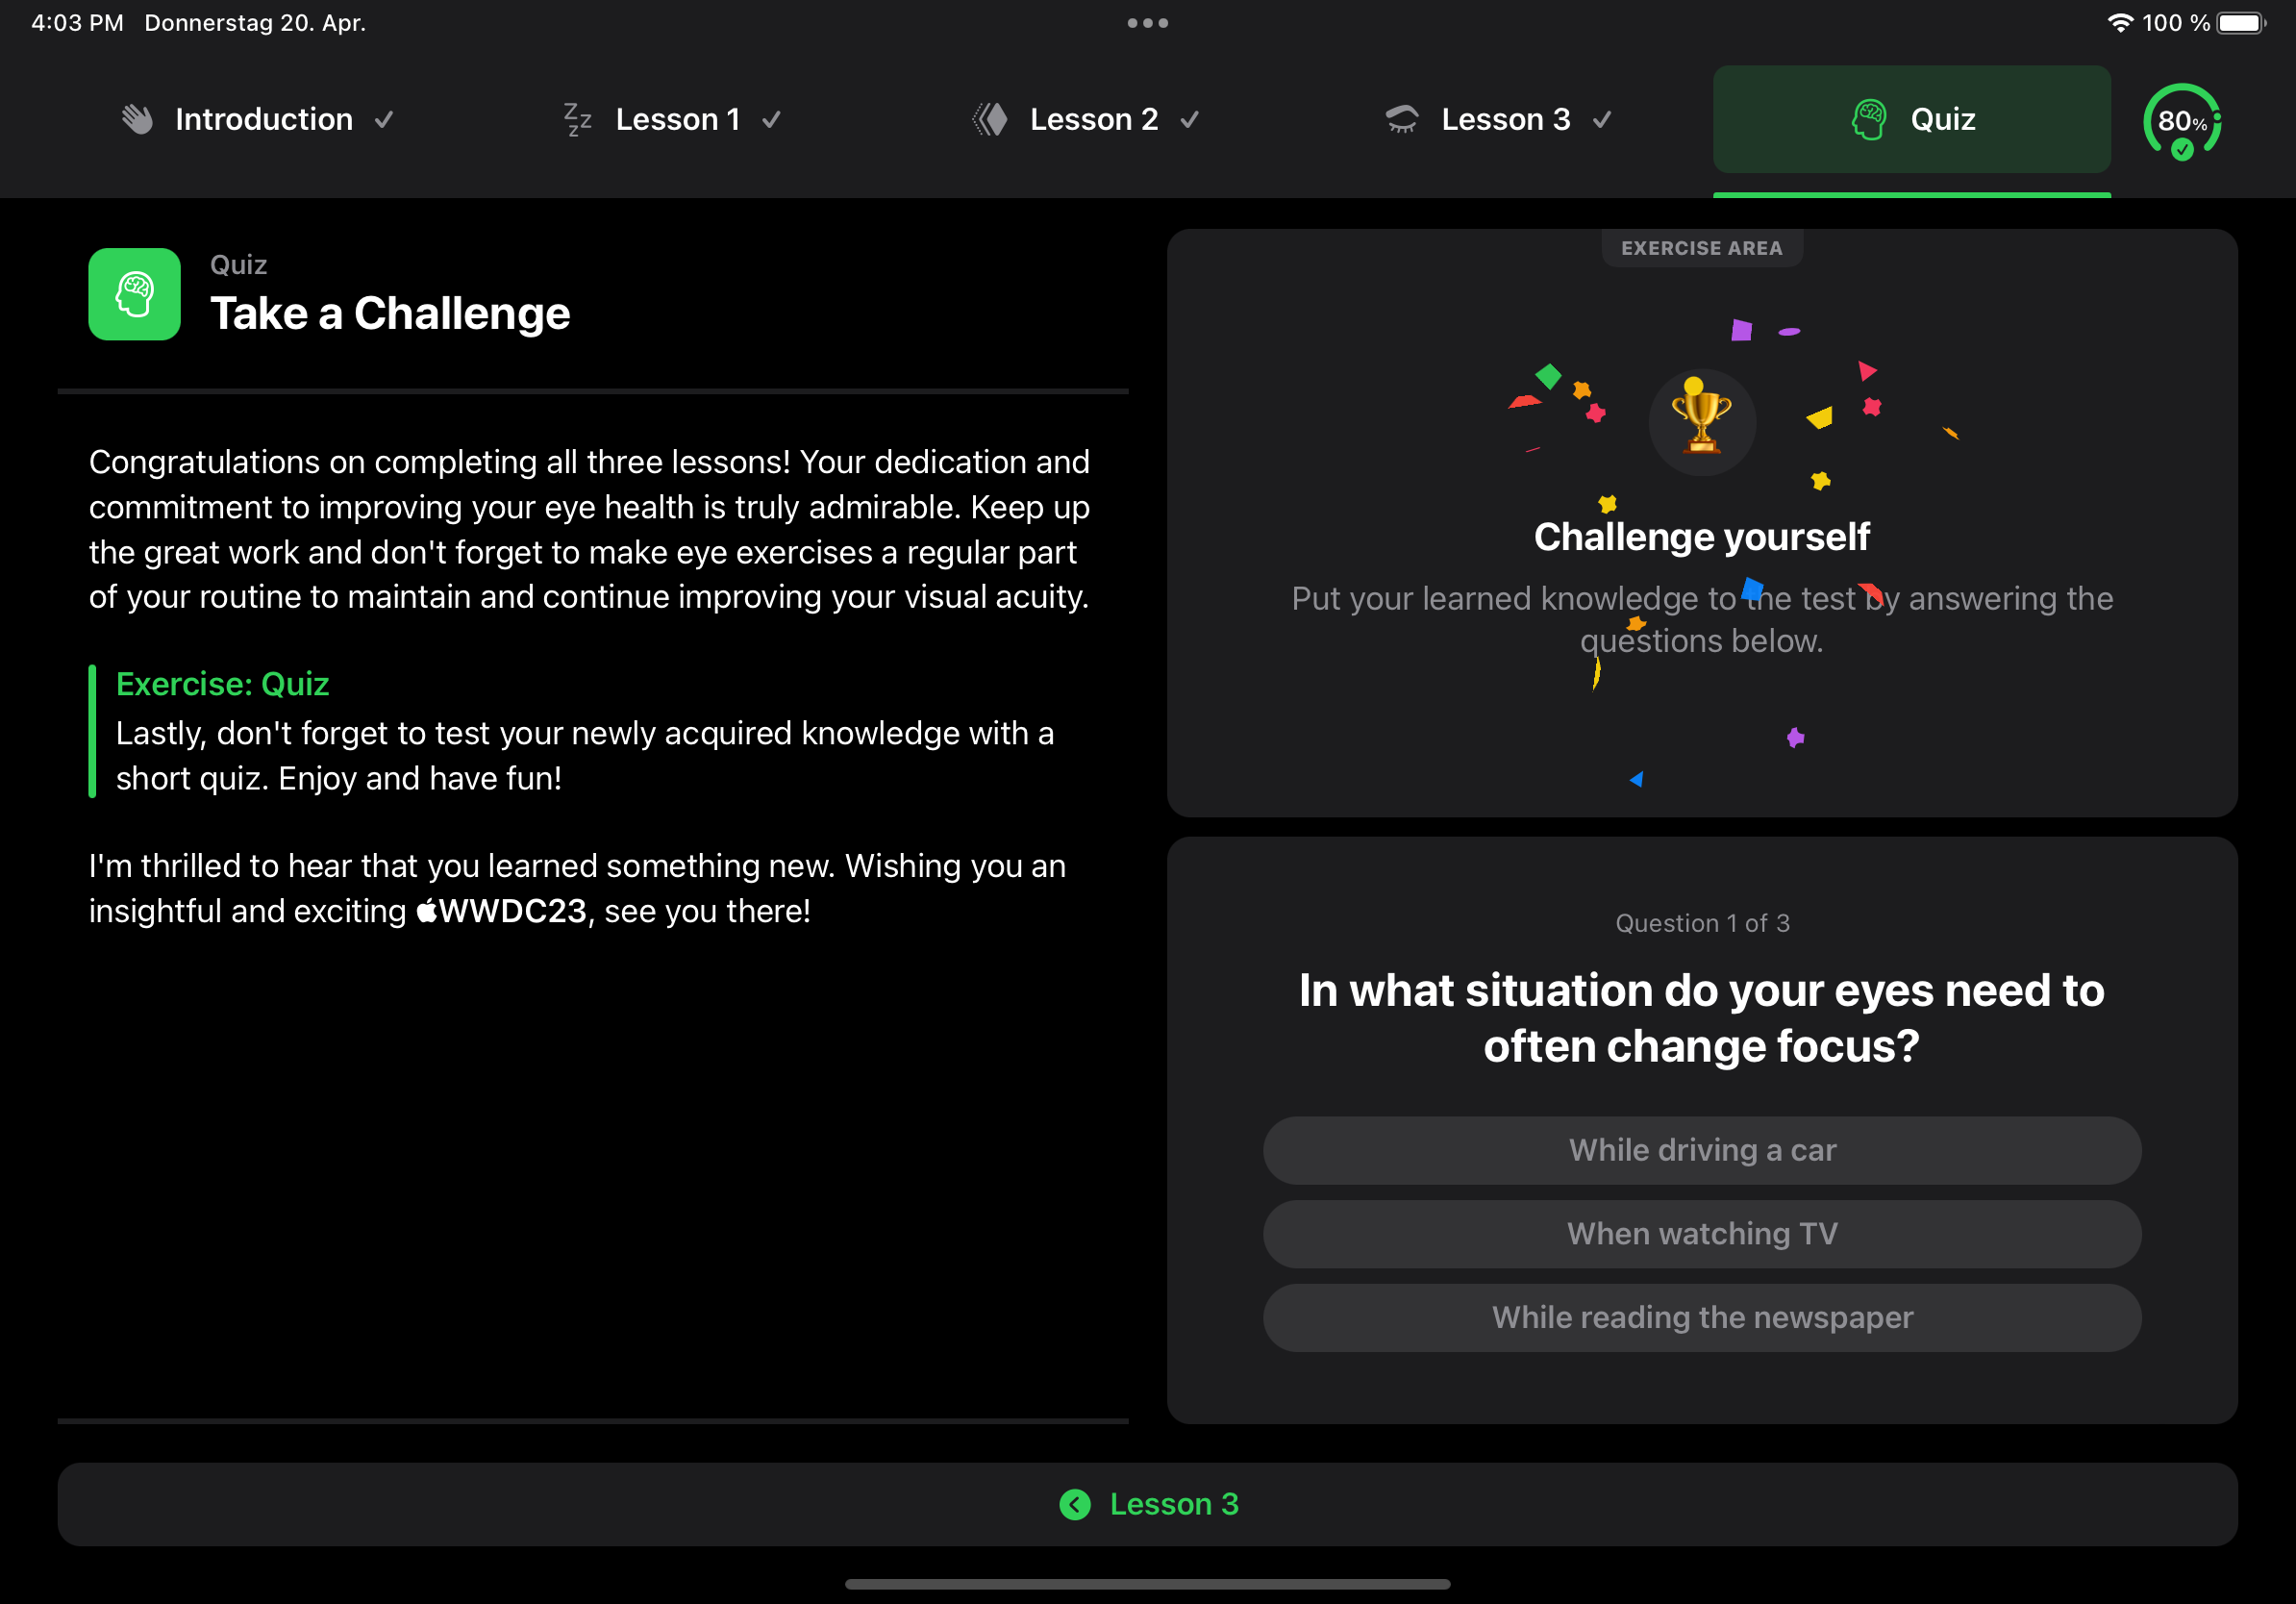 4:03 PM Donnerstag 20. Apr.
100 %
Introduction
Lesson 1
Lesson 2
Lesson 3
Quiz
80%
Quiz
Take a Challenge
Congratulations on completing all three lessons! Your dedication and
commitment to improving your eye health is truly admirable. Keep up
the great work and don't forget to make eye exercises a regular part
of your routine to maintain and continue improving your visual acuity.
Exercise: Quiz
Lastly, don't forget to test your newly acquired knowledge with a
short quiz. Enjoy and have fun!
I'm thrilled to hear that you learned something new. Wishing you an
insightful and exciting WWDC23, see you there!
EXERCISE AREA
Challenge yourself
Put your learned knowledge to the test by answering the
questions below.
Question 1 of 3
In what situation do your eyes need to
often change focus?
While driving a car
When watching TV
While reading the newspaper
Lesson 3